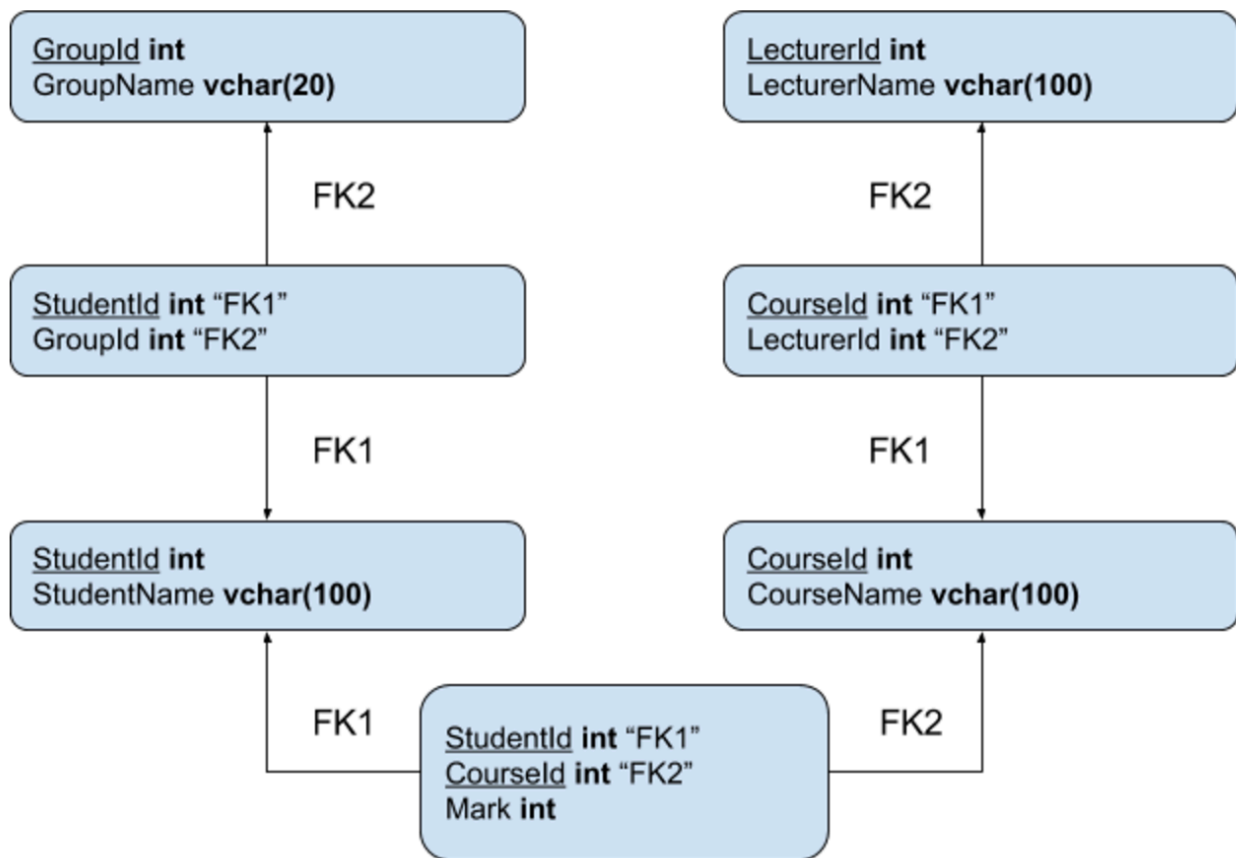 GroupId int
GroupName vchar(20)
LecturerId int
LecturerName vchar(100)
FK2
FK2
StudentId int “FK1”
GroupId int “FK2”
CourseId int “FK1”
LecturerId int “FK2”
FK1
FK1
StudentId int
StudentName vchar(100)
CourseId int
CourseName vchar(100)
FK1
FK2
StudentId int “FK1”
CourseId int “FK2”
Mark int